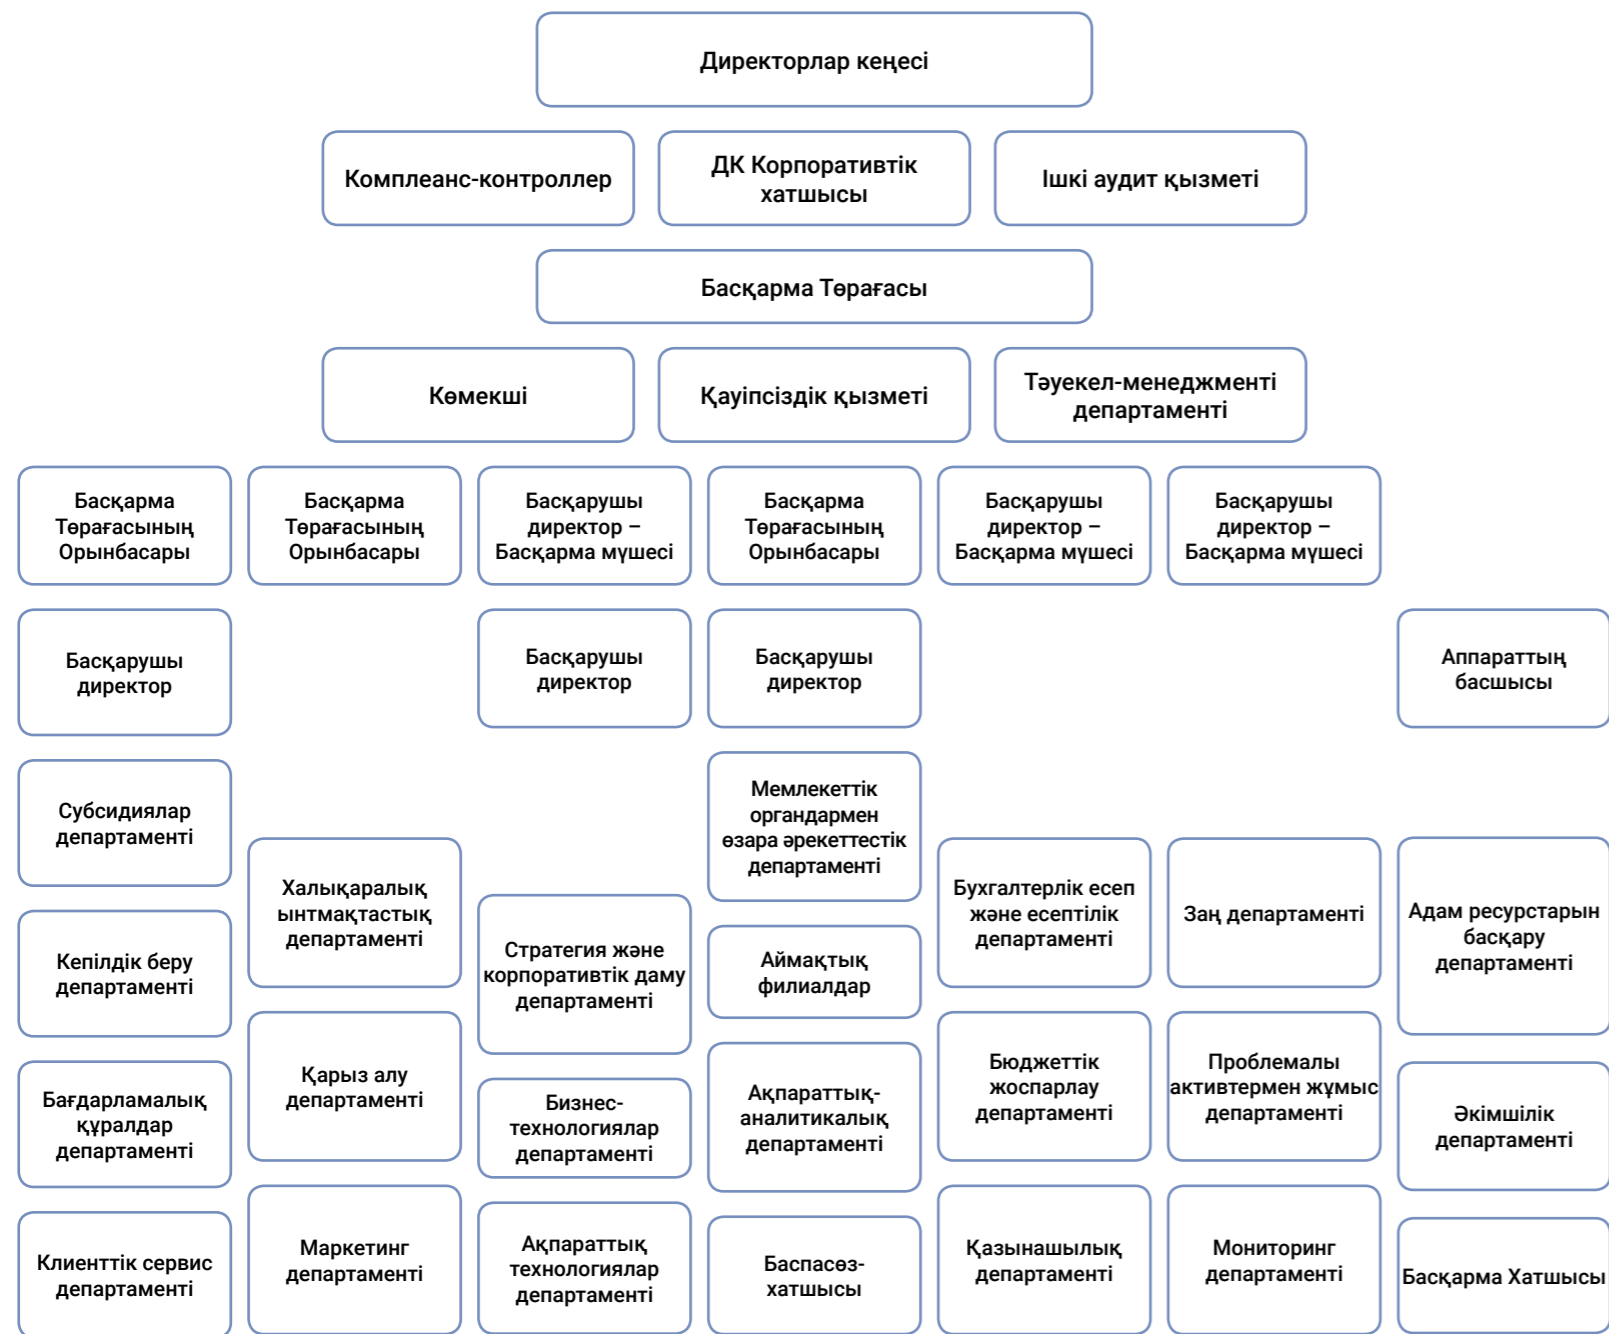 Директорлар кеңесі
Комплеанс-контроллер
ДК Корпоративтік
хатшысы
Ішкі аудит қызметі
Басқарма Төрағасы
Көмекші
Қауіпсіздік қызметі
Тәуекел-менеджменті
департаменті
Басқарма
Төрағасының
Орынбасары
Басқарма
Төрағасының
Орынбасары
Басқарушы
директор –
Басқарма мүшесі
Басқарма
Төрағасының
Орынбасары
Басқарушы
директор –
Басқарма мүшесі
Басқарушы
директор –
Басқарма мүшесі
Басқарушы
директор
Басқарушы
директор
Басқарушы
директор
Аппараттың
басшысы
Субсидиялар
департаменті
Кепілдік беру
департаменті
Бағдарламалық
құралдар
департаменті
Клиенттік сервис
департаменті
Халықаралық
ынтмақтастық
департаменті
Қарыз алу
департаменті
Маркетинг
департаменті
Стратегия және
корпоративтік даму
департаменті
Бизнес-
технологиялар
департаменті
Ақпараттық
технологиялар
департаменті
Мемлекеттік
органдармен
өзара әрекеттестік
департаменті
Аймақтық
филиалдар
Ақпараттық-
аналитикалық
департаменті
Баспасөз-
хатшысы
Бухгалтерлік есеп
және есептілік
департаменті
Бюджеттік
жоспарлау
департаменті
Қазынашылық
департаменті
Заң департаменті
Проблемалы
активтермен жұмыс
департаменті
Мониторинг
департаменті
Адам ресурстарын
басқару
департаменті
Әкімшілік
департаменті
Басқарма Хатшысы